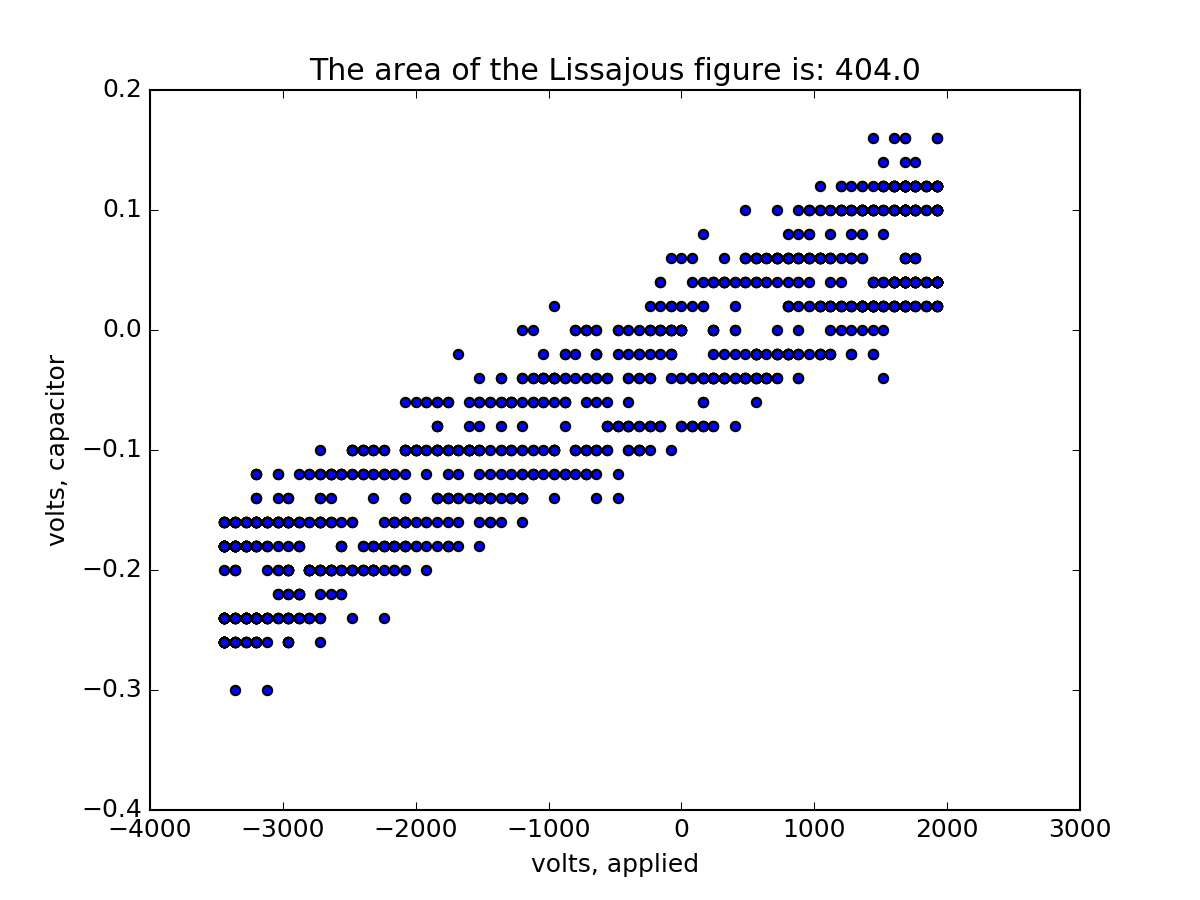 The area of the Lissajous figure is: 404.0
0.2
0.1
0.0
−0.1
−0.2
−0.3
−0.4
volts, capacitor
−4000 −3000 −2000 −1000 0 1000 2000 3000
volts, applied